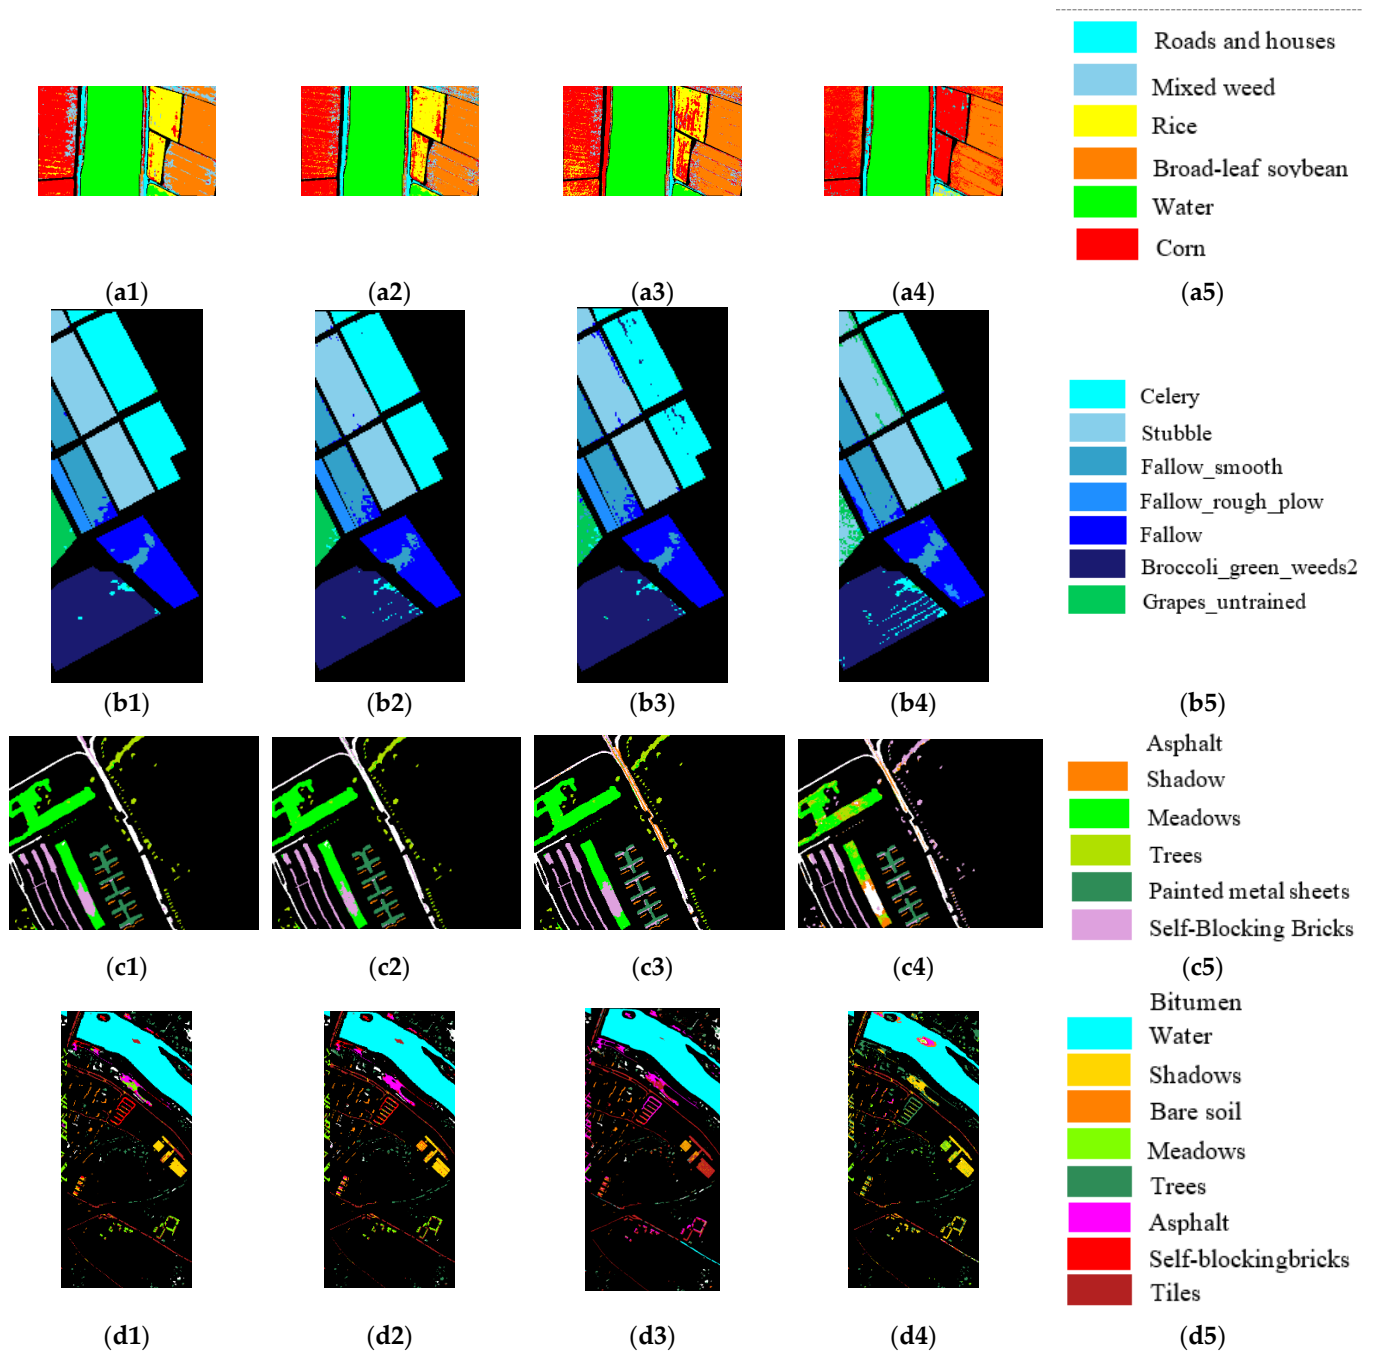 Roads and houses
Mixed weed
Rice
Broad-leaf soybean
Water
Corn
(a1) (a2) (a3) (a4) (a5)
Celery
Stubble
Fallow_smooth
Fallow_rough_plow
Fallow
Broccoli_green_weeds2
Grapes_untrained
(b1) (b2) (b3) (b4) (b5)
Asphalt
Shadow
Meadows
Trees
Painted metal sheets
Self-Blocking Bricks
(c1) (c2) (c3) (c4) (c5)
Bitumen
Water
Shadows
Bare soil
Meadows
Trees
Asphalt
Self-blockingbricks
Tiles
(d1) (d2) (d3) (d4) (d5)